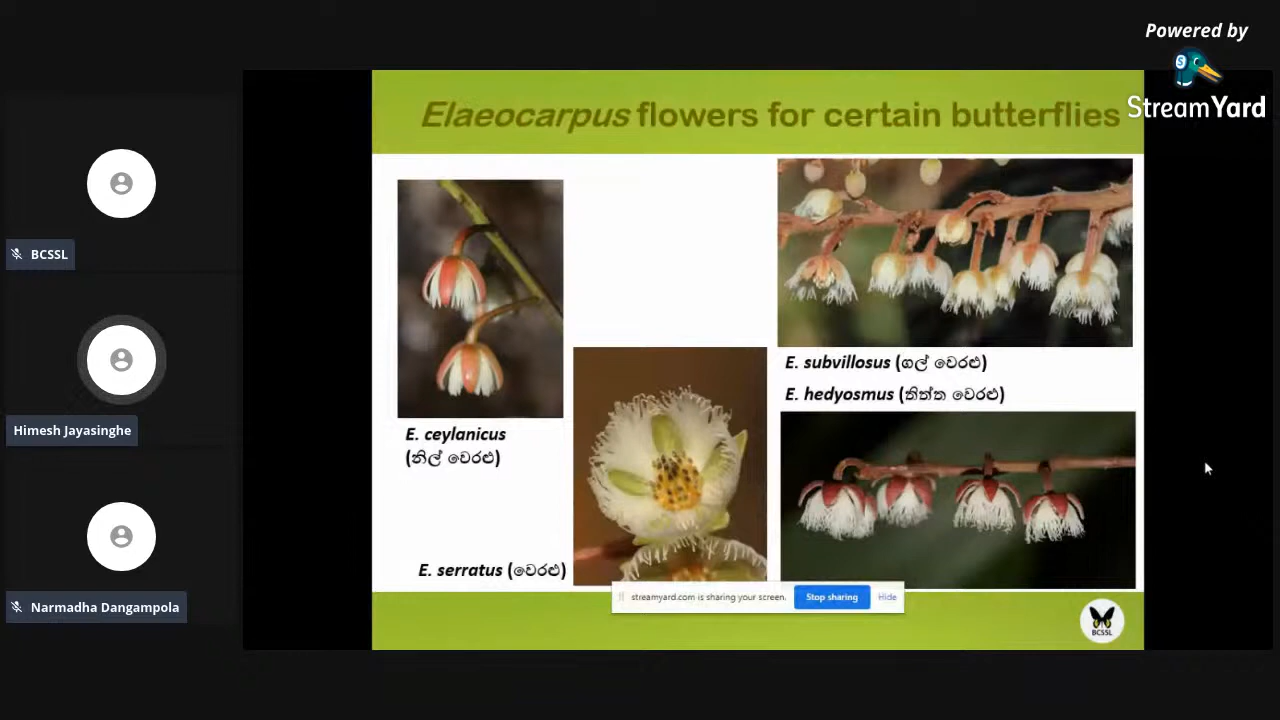 Powered by
StreamYard
Elaeocarpus flowers for certain butterflies
BCSSL
Himesh Jayasinghe
Narmadha Dangampola
E. ceylanicus
(නිල් වෙරළු)
E. serratus (වෙරළු)
E. subvillosus (ගල් වෙරළු)
E. hedyosmus (තිත්ත වෙරළු)
streamyard.com is sharing your screen.
Stop sharing
Hide
BCSSL